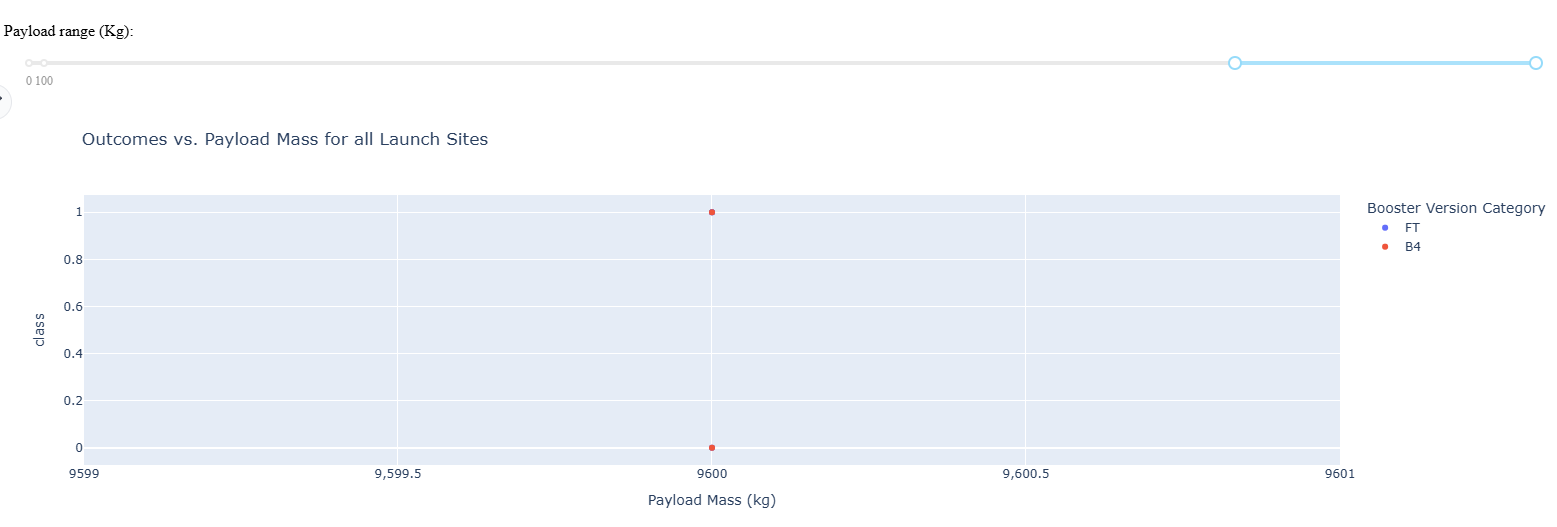 Payload range (Kg):
0 100
Outcomes vs. Payload Mass for all Launch Sites
Booster Version Category
FT
B4
class
1
0.8
0.6
0.4
0.2
0
9599
9,599.5
9600
9,600.5
9601
Payload Mass (kg)